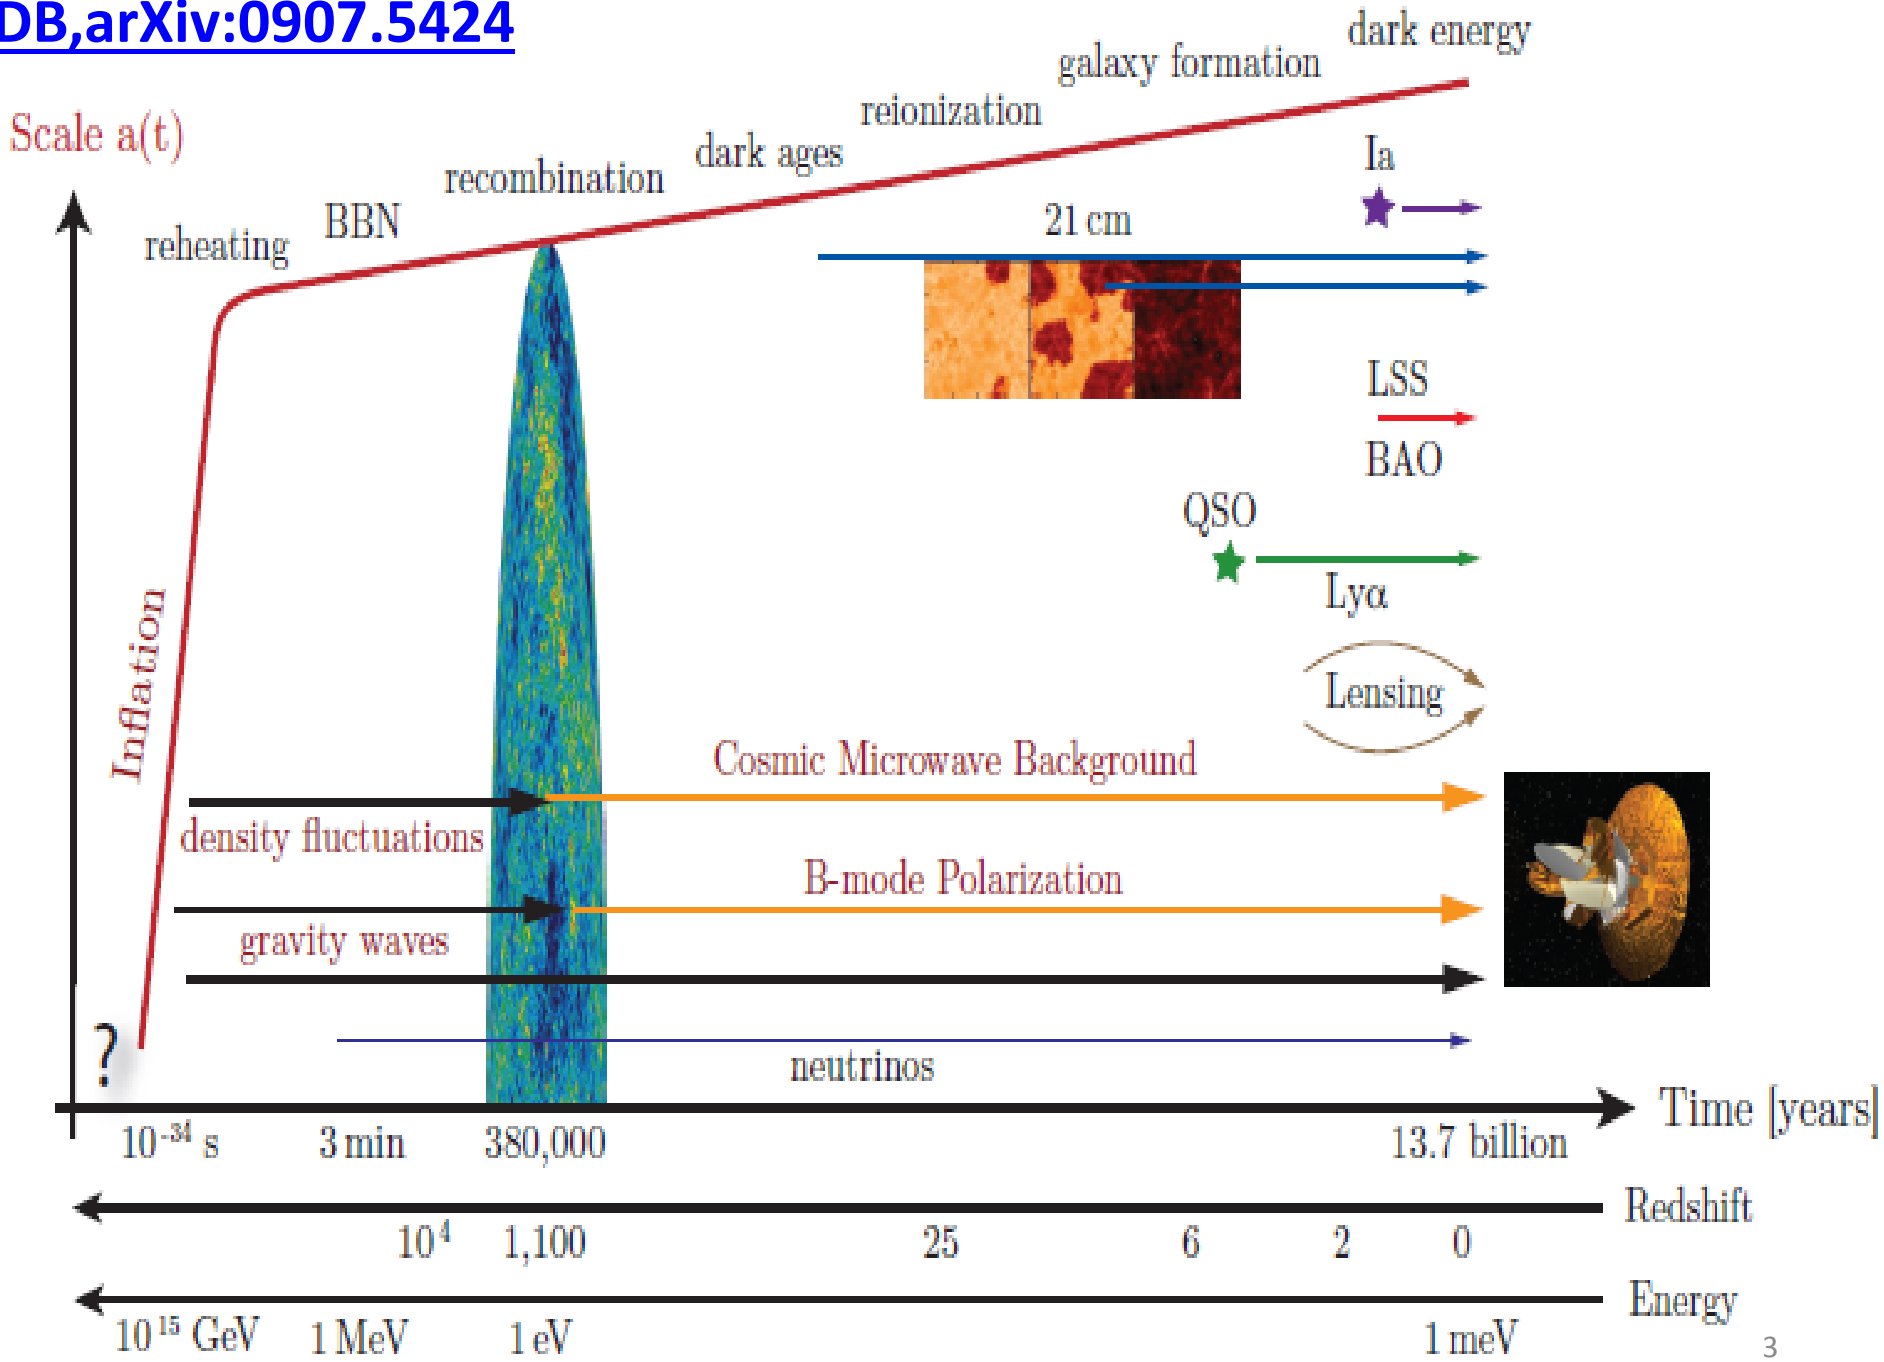 DB,arXiv:0907.5424
dark energy
galaxy formation
reionization
Scale a(t)
dark ages
recombination
BBN
reheating
Ia
21 cm
LSS
BAO
QSO
Lyα
Inflation
Lensing
Cosmic Microwave Background
density fluctuations
B-mode Polarization
gravity waves
?
neutrinos
Time [years]
10⁻³⁴ s 3 min 380,000 13.7 billion
Redshift
10⁴ 1,100 25 6 2 0
Energy
10¹⁵ GeV 1 MeV 1 eV 1 meV
3